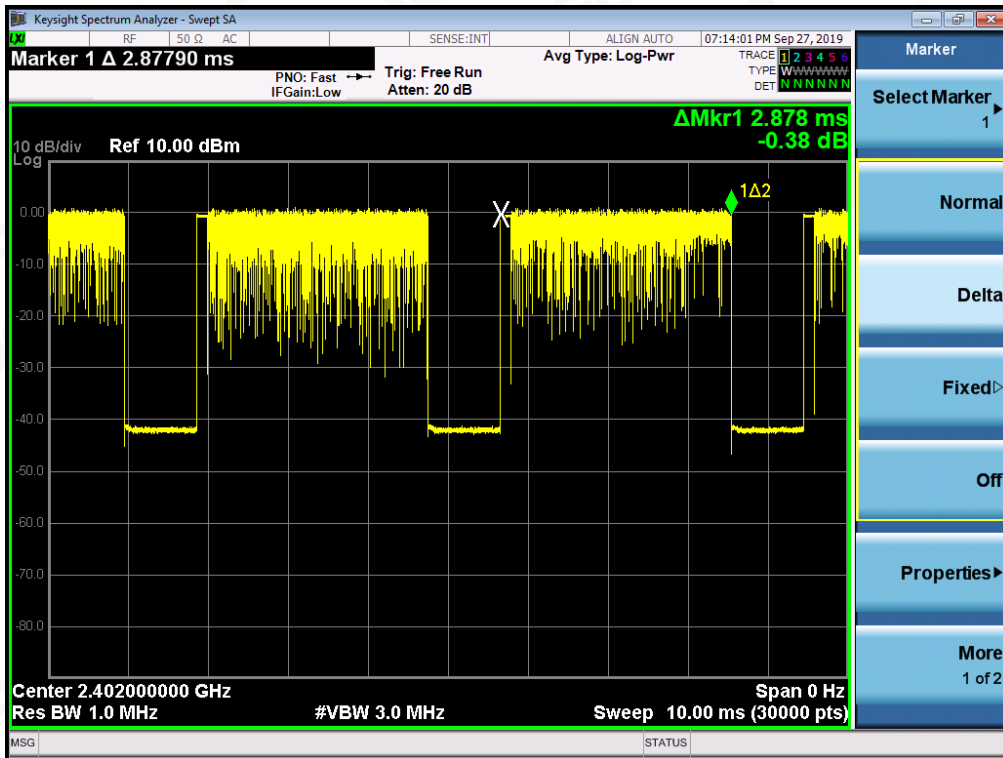 Keysight Spectrum Analyzer - Swept SA
LXI RF 50 Ω AC SENSE:INT ALIGN AUTO 07:14:01 PM Sep 27, 2019
Marker 1 Δ 2.87790 ms
PNO: Fast
IFGain:Low
Trig: Free Run
Atten: 20 dB
Avg Type: Log-Pwr
TRACE 1 2 3 4 5 6
TYPE WWWWWW
DET N N N N N N
ΔMkr1 2.878 ms
-0.38 dB
10 dB/div Ref 10.00 dBm
Log
1Δ2
0.00
-10.0
-20.0
-30.0
-40.0
-50.0
-60.0
-70.0
-80.0
Center 2.402000000 GHz Span 0 Hz
Res BW 1.0 MHz #VBW 3.0 MHz Sweep 10.00 ms (30000 pts)
MSG STATUS
Marker
Select Marker
1
Normal
Delta
Fixed
Off
Properties
More
1 of 2